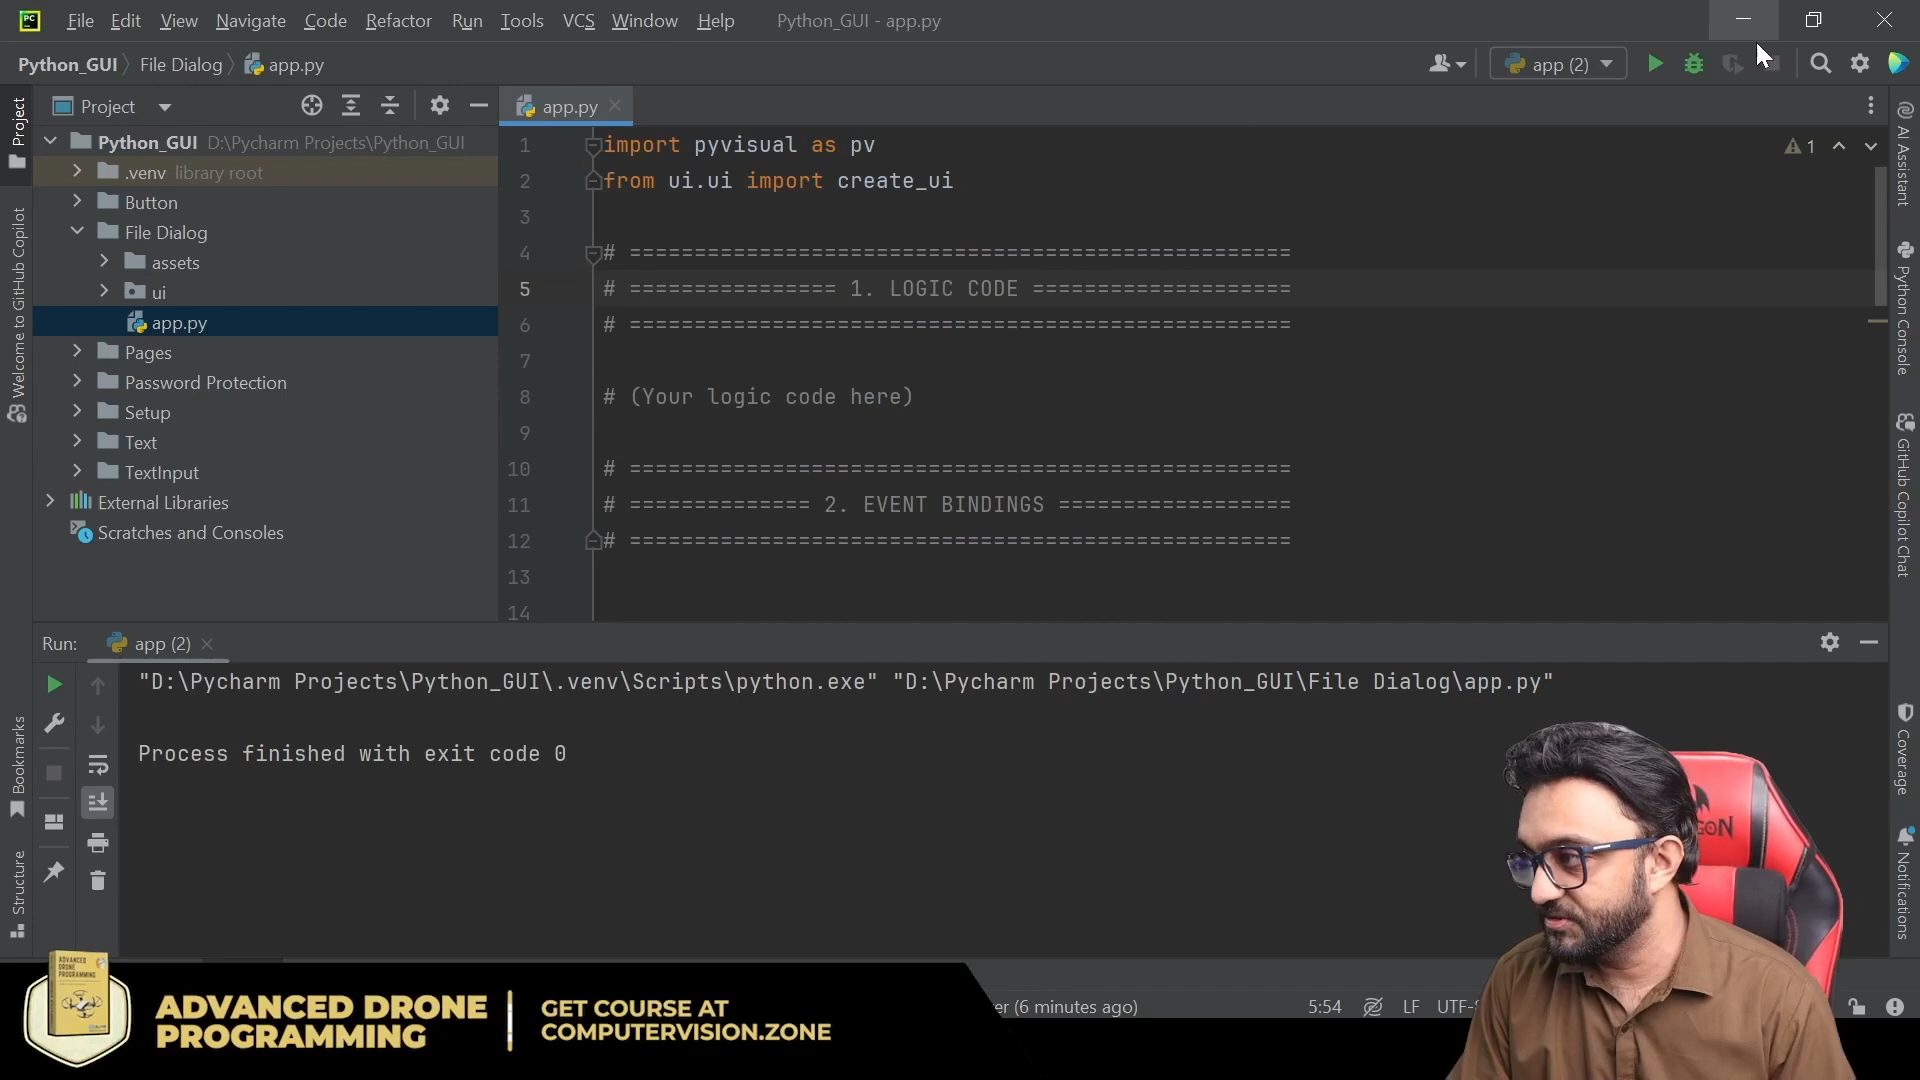 PC File Edit View Navigate Code Refactor Run Tools VCS Window Help Python_GUI - app.py
Python_GUI File Dialog app.py app (2)
Project
app.py
1 import pyvisual as pv
2 from ui.ui import create_ui
3
4 # ===================================================
5 # ================ 1. LOGIC CODE ====================
6 # ===================================================
7
8 # (Your logic code here)
9
10 # ===================================================
11 # ============== 2. EVENT BINDINGS ==================
12 # ===================================================
13
14
1
Python_GUI D:\Pycharm Projects\Python_GUI
.venv library root
Button
File Dialog
assets
ui
app.py
Pages
Password Protection
Setup
Text
TextInput
External Libraries
Scratches and Consoles
Project
Welcome to GitHub Copilot
Bookmarks
Structure
AI Assistant
Python Console
GitHub Copilot Chat
Coverage
Notifications
Run: app (2)
"D:\Pycharm Projects\Python_GUI\.venv\Scripts\python.exe" "D:\Pycharm Projects\Python_GUI\File Dialog\app.py"
Process finished with exit code 0
(6 minutes ago) 5:54 LF
ADVANCED DRONE PROGRAMMING
ADVANCED DRONE
PROGRAMMING
GET COURSE AT
COMPUTERVISION.ZONE